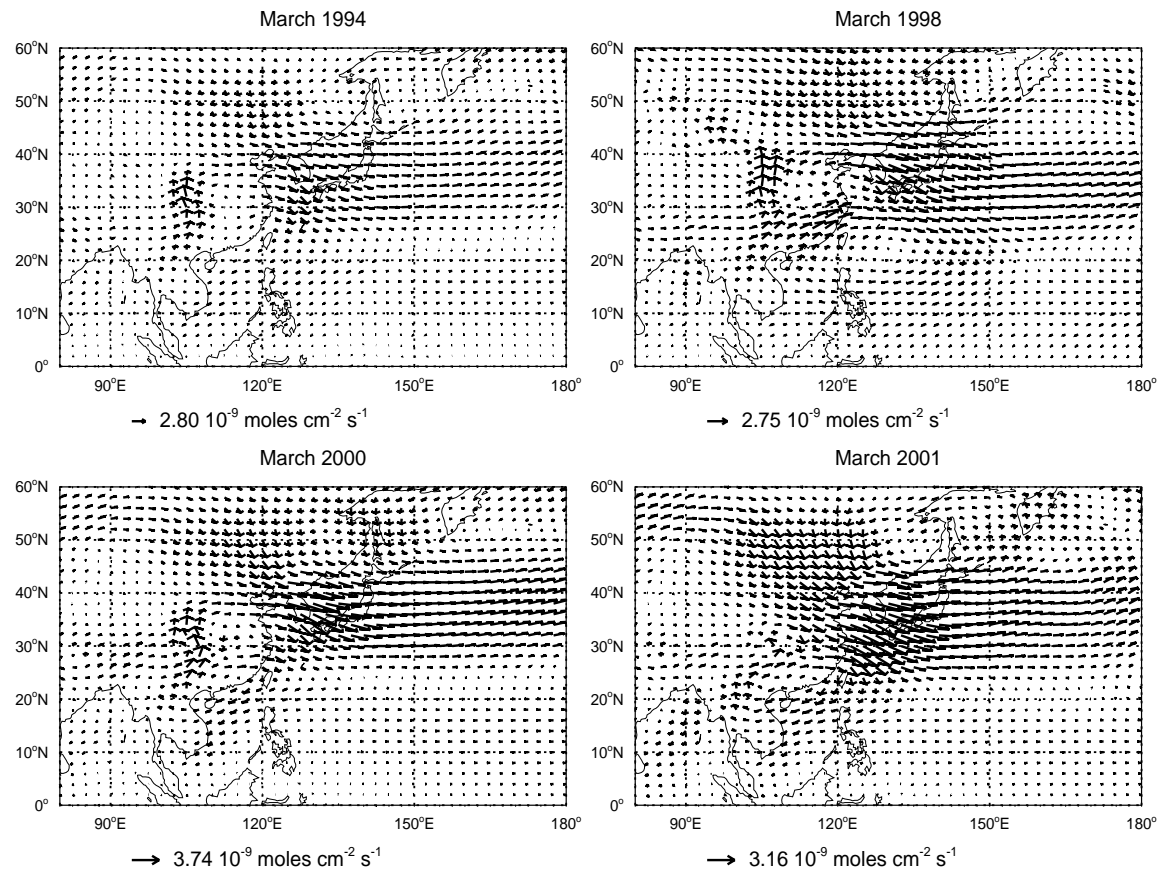 March 1994
March 1998
60°N
50°N
40°N
30°N
20°N
10°N
0°
90°E 120°E 150°E 180°
60°N
50°N
40°N
30°N
20°N
10°N
0°
90°E 120°E 150°E 180°
2.80 10⁻⁹ moles cm⁻² s⁻¹
2.75 10⁻⁹ moles cm⁻² s⁻¹
March 2000
March 2001
60°N
50°N
40°N
30°N
20°N
10°N
0°
90°E 120°E 150°E 180°
60°N
50°N
40°N
30°N
20°N
10°N
0°
90°E 120°E 150°E 180°
3.74 10⁻⁹ moles cm⁻² s⁻¹
3.16 10⁻⁹ moles cm⁻² s⁻¹